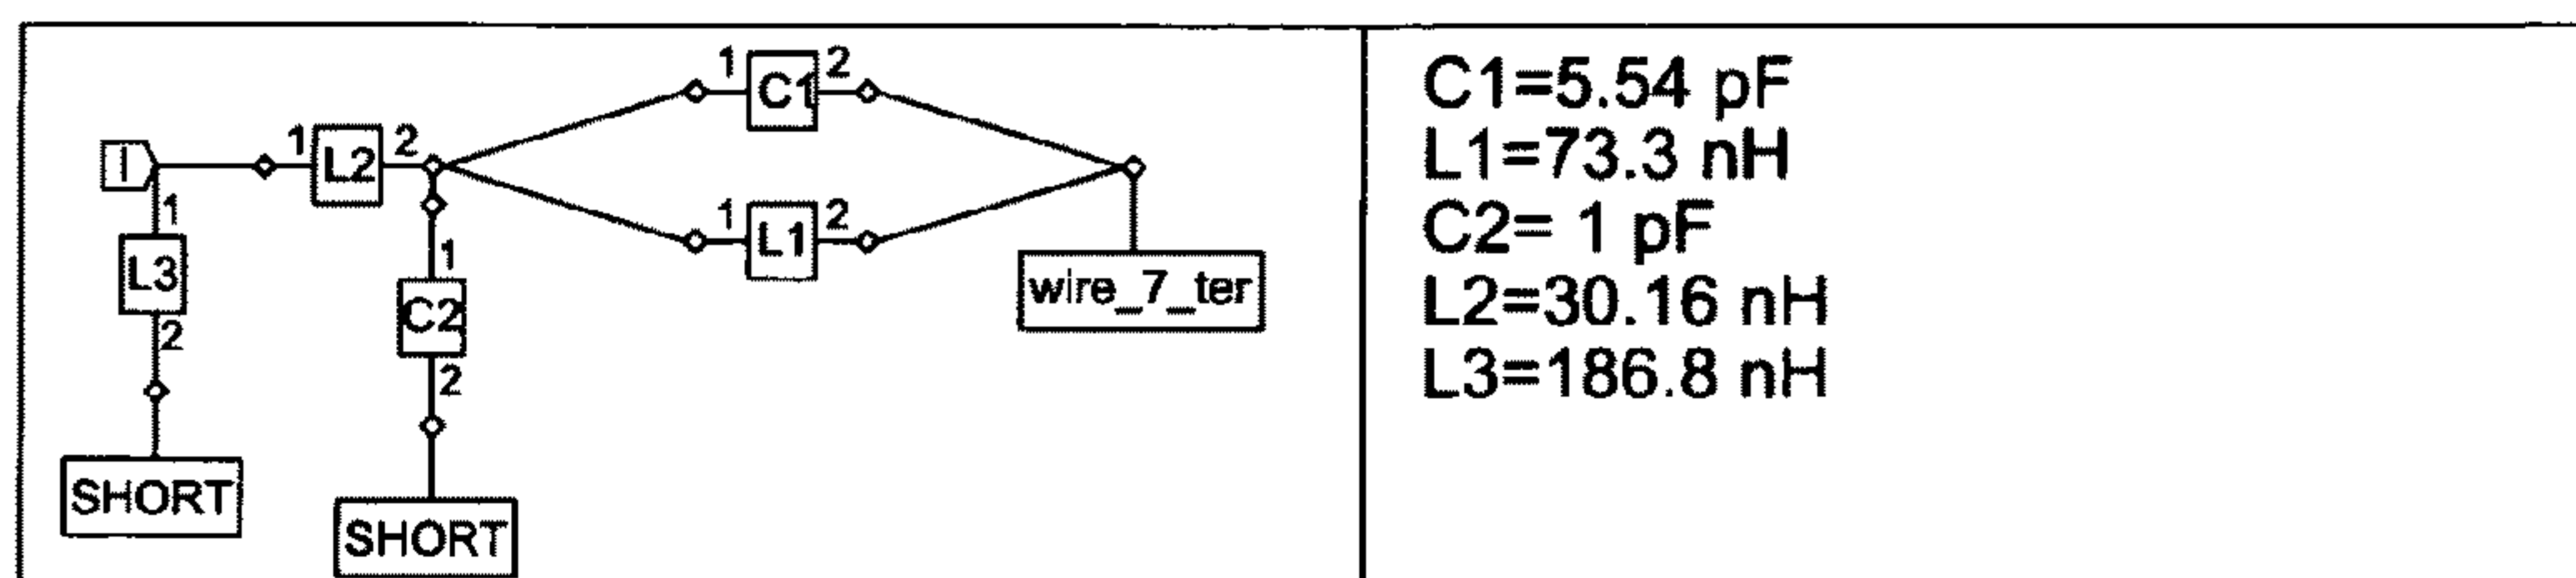 1 C1 2
I 1 L2 2
1 L1 2
1 L3 2
1 C2 2
wire_7_ter
SHORT
SHORT
C1=5.54 pF
L1=73.3 nH
C2= 1 pF
L2=30.16 nH
L3=186.8 nH